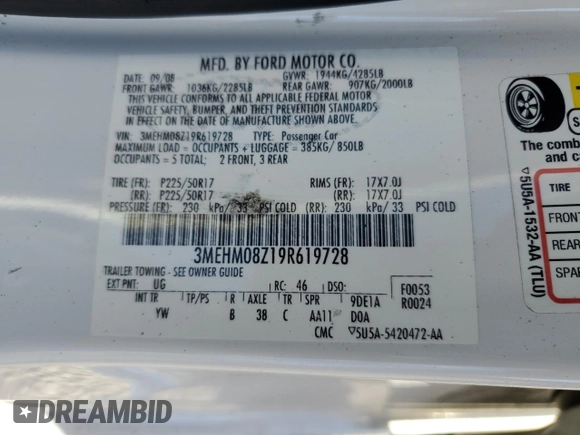 MFD. BY FORD MOTOR CO.
DATE: 09/08 GVWR: 1944KG/4285LB
FRONT GAWR: 1036KG/2285LB REAR GAWR: 907KG/2000LB
THIS VEHICLE CONFORMS TO ALL APPLICABLE FEDERAL MOTOR
VEHICLE SAFETY, BUMPER, AND THEFT PREVENTION STANDARDS
IN EFFECT ON THE DATE OF MANUFACTURE SHOWN ABOVE.
VIN: 3MEHM08Z19R619728 TYPE: Passenger Car
MAXIMUM LOAD = OCCUPANTS + LUGGAGE = 385KG/850LB
OCCUPANTS = 5 TOTAL; 2 FRONT, 3 REAR
TIRE (FR): P225/50R17 RIMS (FR): 17X7.0J
(RR): P225/50R17 (RR): 17X7.0J
PRESSURE (FR): 230 kPa/ 33 PSI COLD (RR): 230 kPa/ 33 PSI COLD
3MEHM08Z19R619728
TRAILER TOWING - SEE OWNER GUIDE
EXT PNT: UG RC: 46 DSO: F0053
INT TR TP/PS R AXLE TR SPR 9DE1A R0024
YW B 38 C AA11 D0A
CMC ▽5U5A-5420472-AA
▽5U5A-1532-AA (TLU)
TIRE
FRONT
REAR
SPAR
DREAMBID